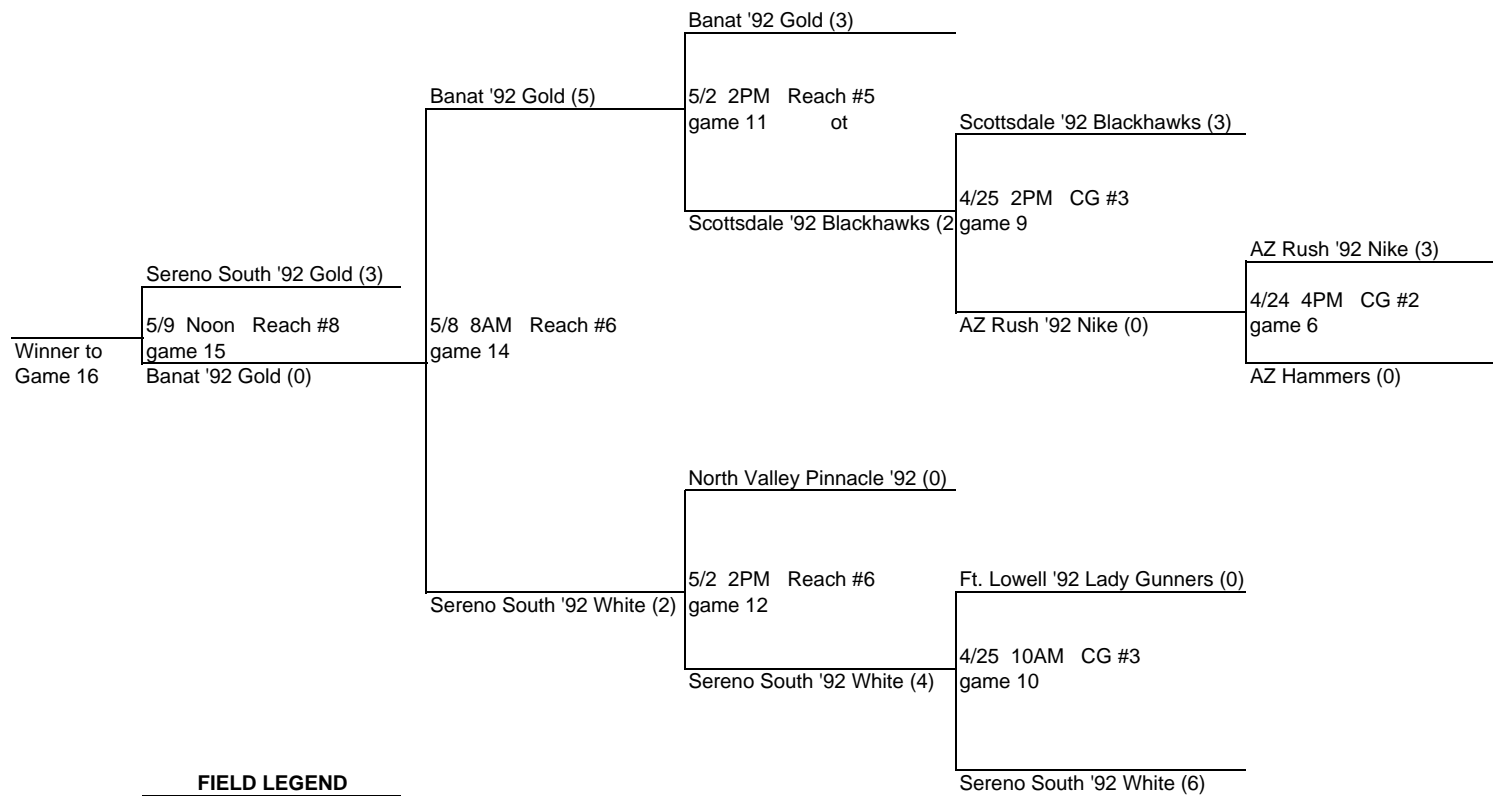 Banat '92 Gold (3)
Banat '92 Gold (5)
5/2 2PM Reach #5
game 11 ot
Scottsdale '92 Blackhawks (3)
4/25 2PM CG #3
Scottsdale '92 Blackhawks (2
game 9
AZ Rush '92 Nike (3)
Sereno South '92 Gold (3)
4/24 4PM CG #2
5/9 Noon Reach #8
5/8 8AM Reach #6
AZ Rush '92 Nike (0)
game 6
Winner to
game 15
game 14
Game 16
Banat '92 Gold (0)
AZ Hammers (0)
North Valley Pinnacle '92 (0)
5/2 2PM Reach #6
Ft. Lowell '92 Lady Gunners (0)
Sereno South '92 White (2)
game 12
4/25 10AM CG #3
Sereno South '92 White (4)
game 10
FIELD LEGEND
Sereno South '92 White (6)